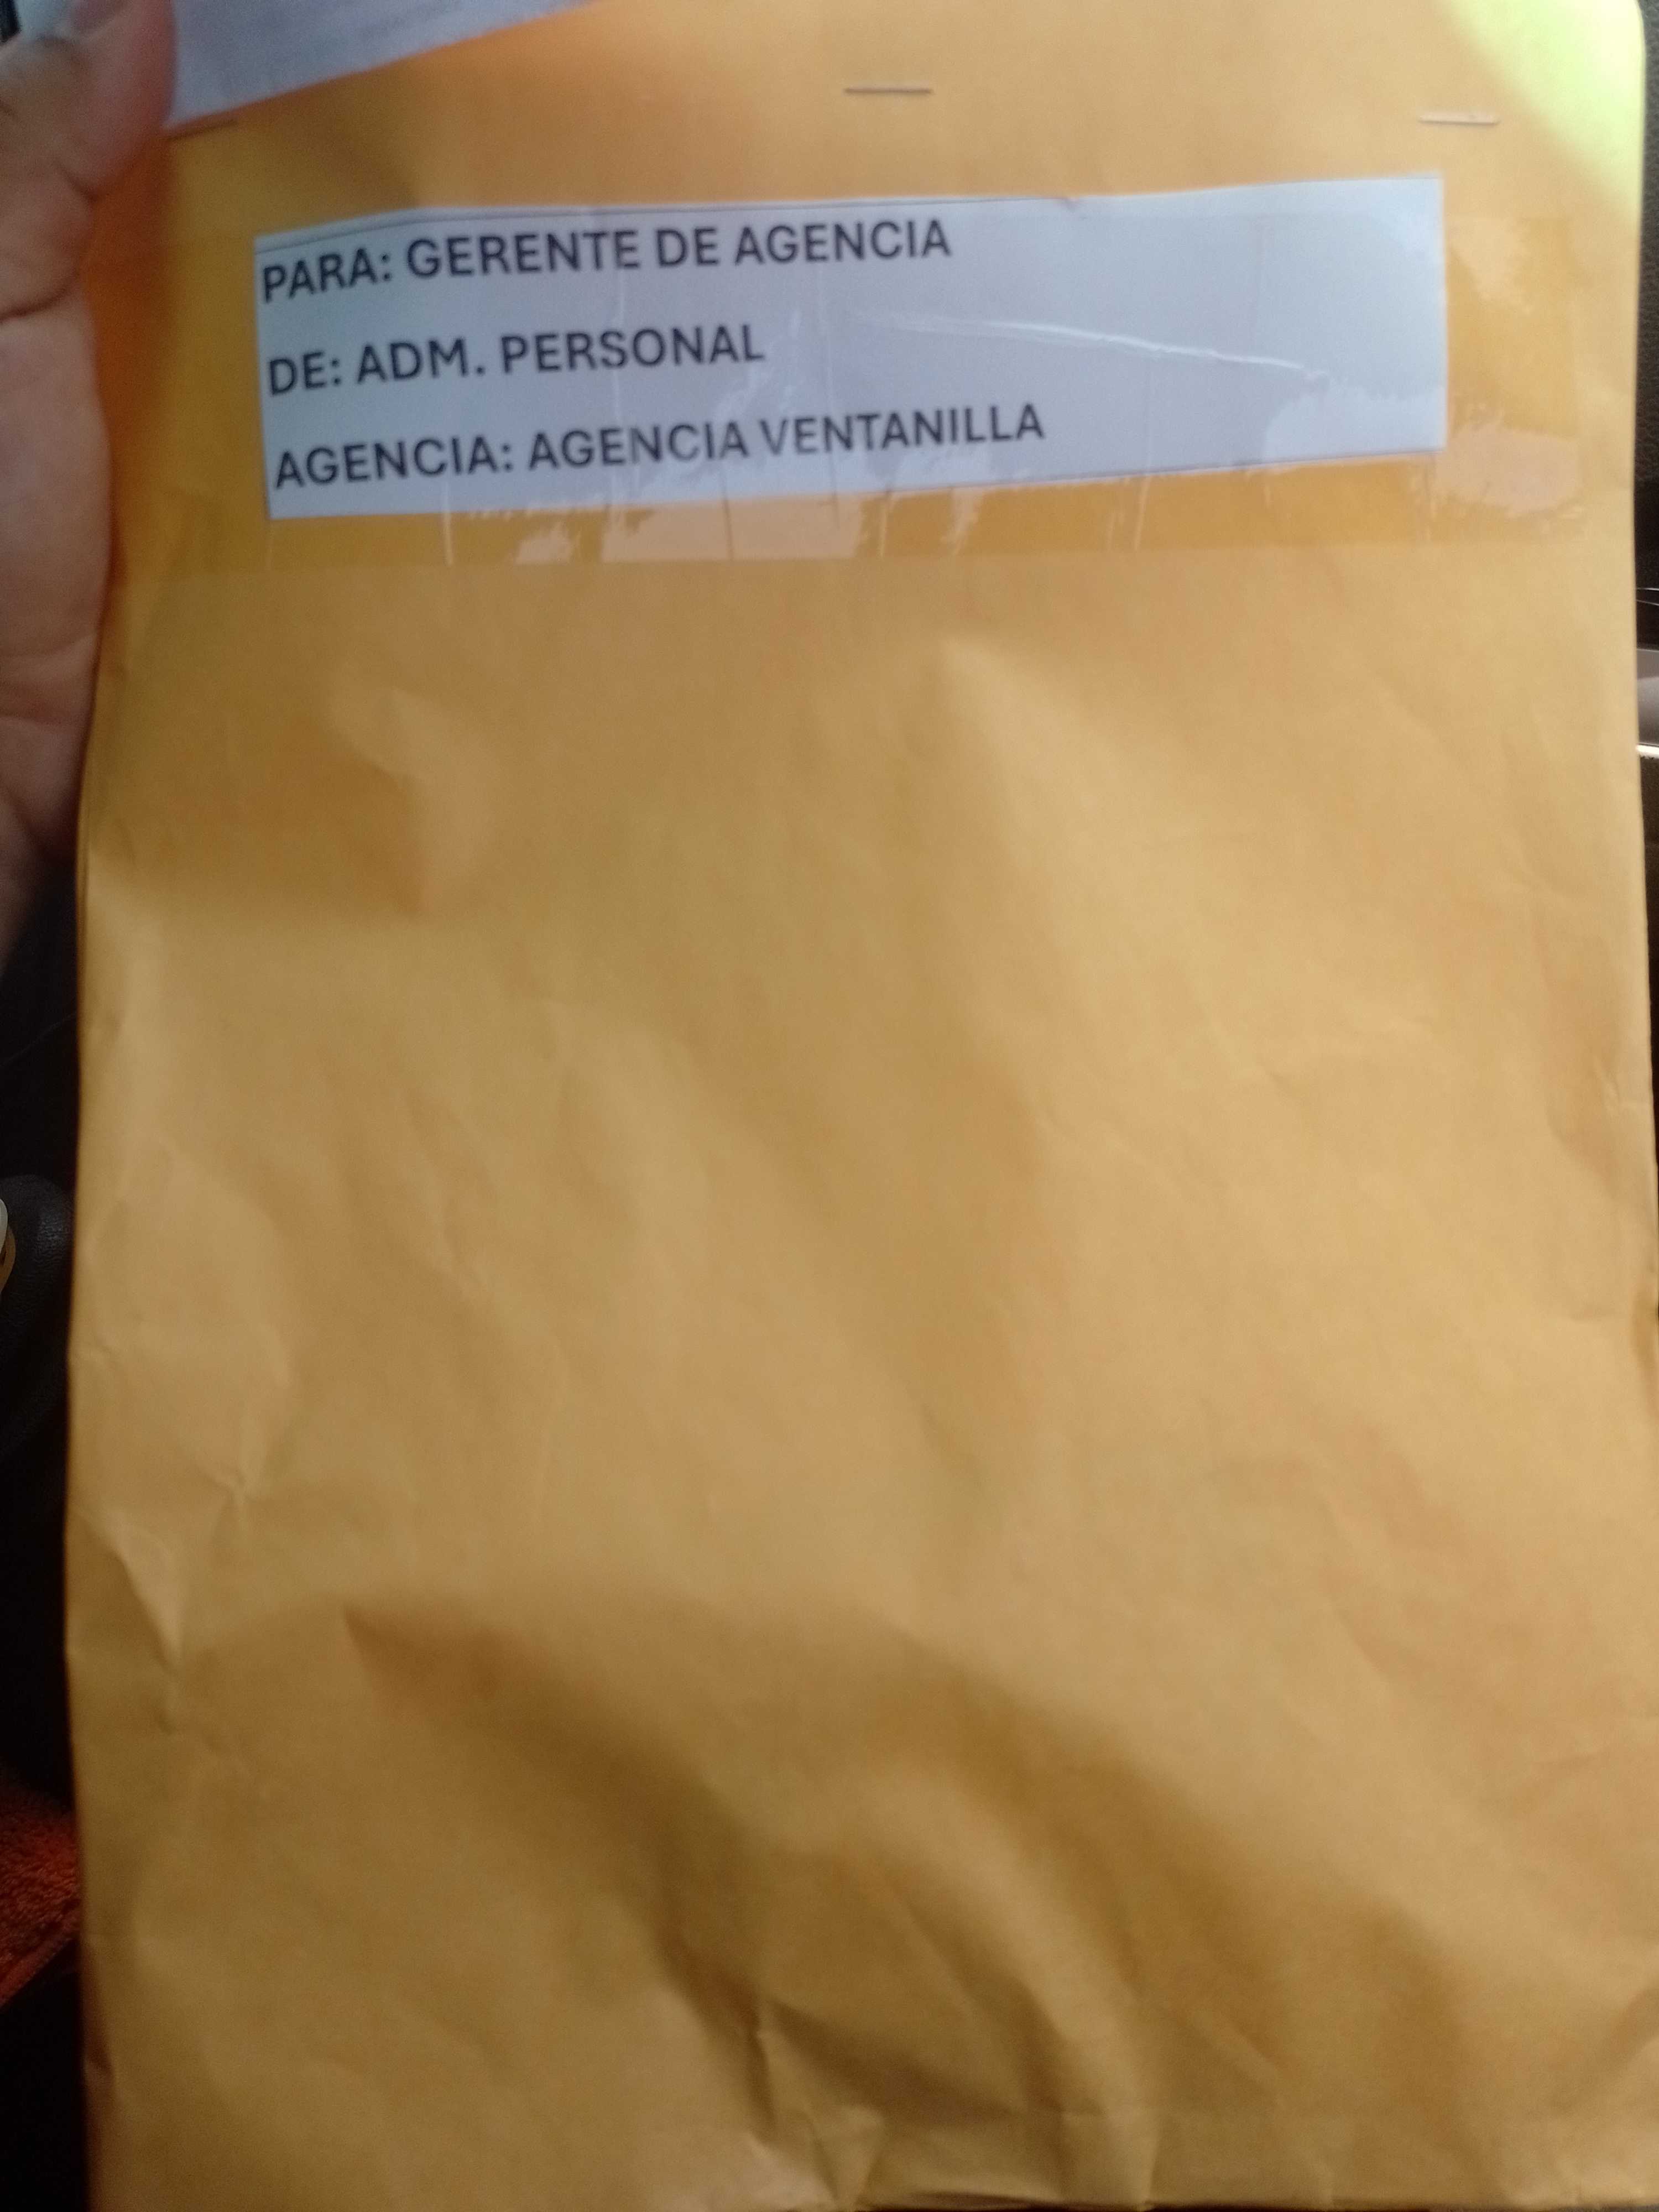 PARA: GERENTE DE AGENCIA
DE: ADM. PERSONAL
AGENCIA: AGENCIA VENTANILLA